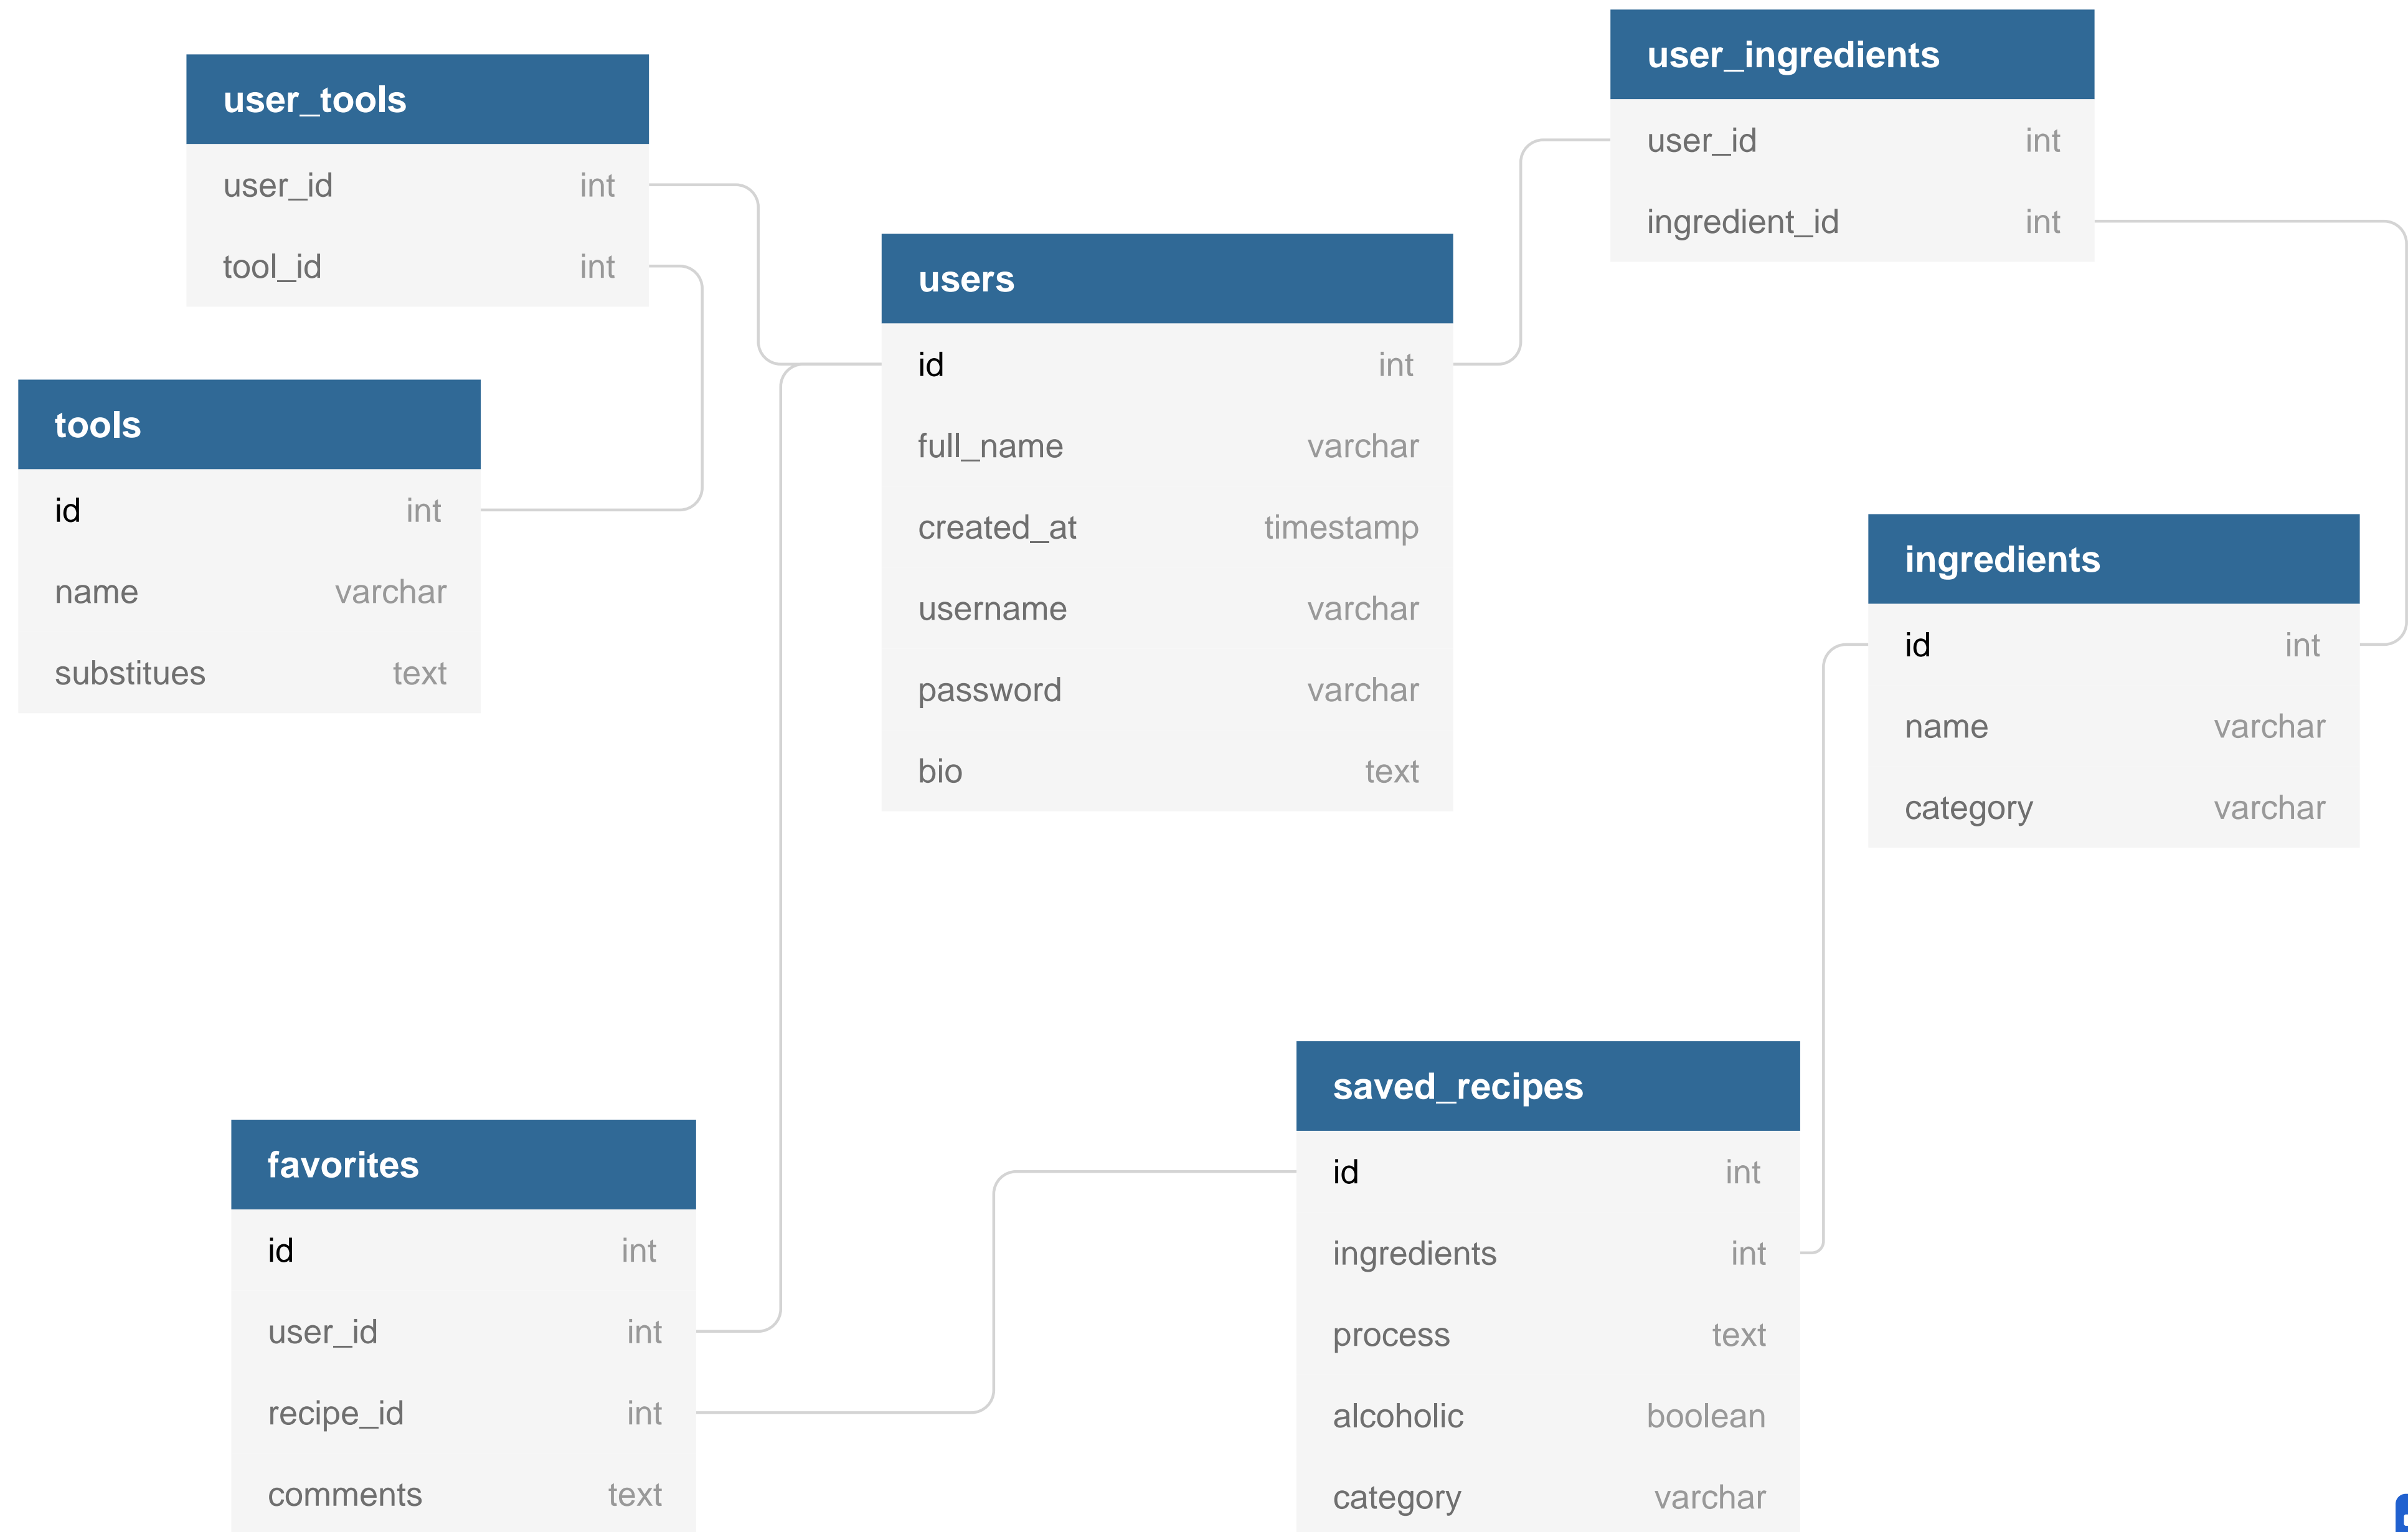 user_tools
user_id int
tool_id int
tools
id int
name varchar
substitues text
users
id int
full_name varchar
created_at timestamp
username varchar
password varchar
bio text
user_ingredients
user_id int
ingredient_id int
ingredients
id int
name varchar
category varchar
favorites
id int
user_id int
recipe_id int
comments text
saved_recipes
id int
ingredients int
process text
alcoholic boolean
category varchar